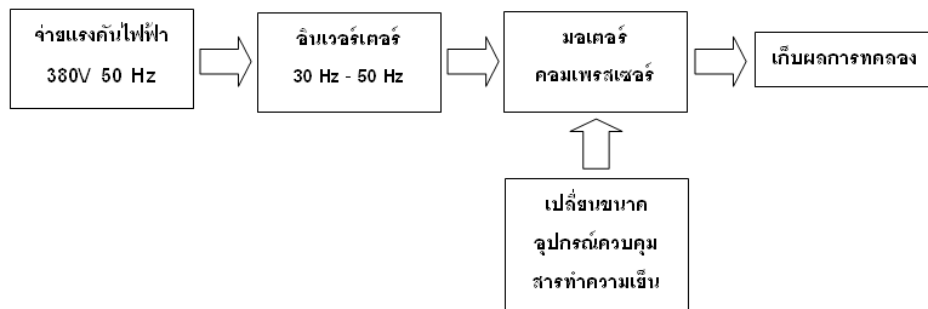 จ่ายแรงดันไฟฟ้า
380V 50 Hz
อินเวอร์เตอร์
30 Hz - 50 Hz
มอเตอร์
คอมเพรสเซอร์
เก็บผลการทดลอง
เปลี่ยนขนาด
อุปกรณ์ควบคุม
สารทำความเย็น